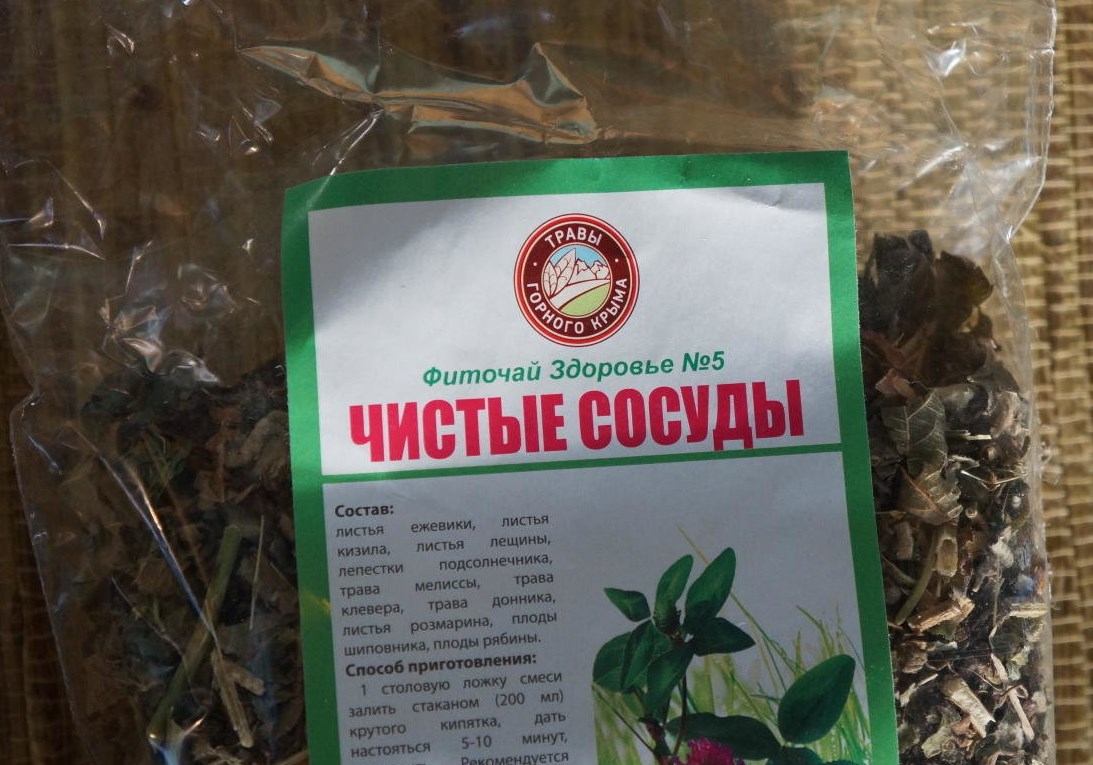 ТРАВЫ
ГОРНОГО КРЫМА
Фиточай Здоровье №5
ЧИСТЫЕ СОСУДЫ
Состав:
листья ежевики, листья
кизила, листья лещины,
лепестки подсолнечника,
трава мелиссы, трава
клевера, трава донника,
листья розмарина, плоды
шиповника, плоды рябины.
Способ приготовления:
1 столовую ложку смеси
залить стаканом (200 мл)
крутого кипятка, дать
настояться 5-10 минут,
Рекомендуется